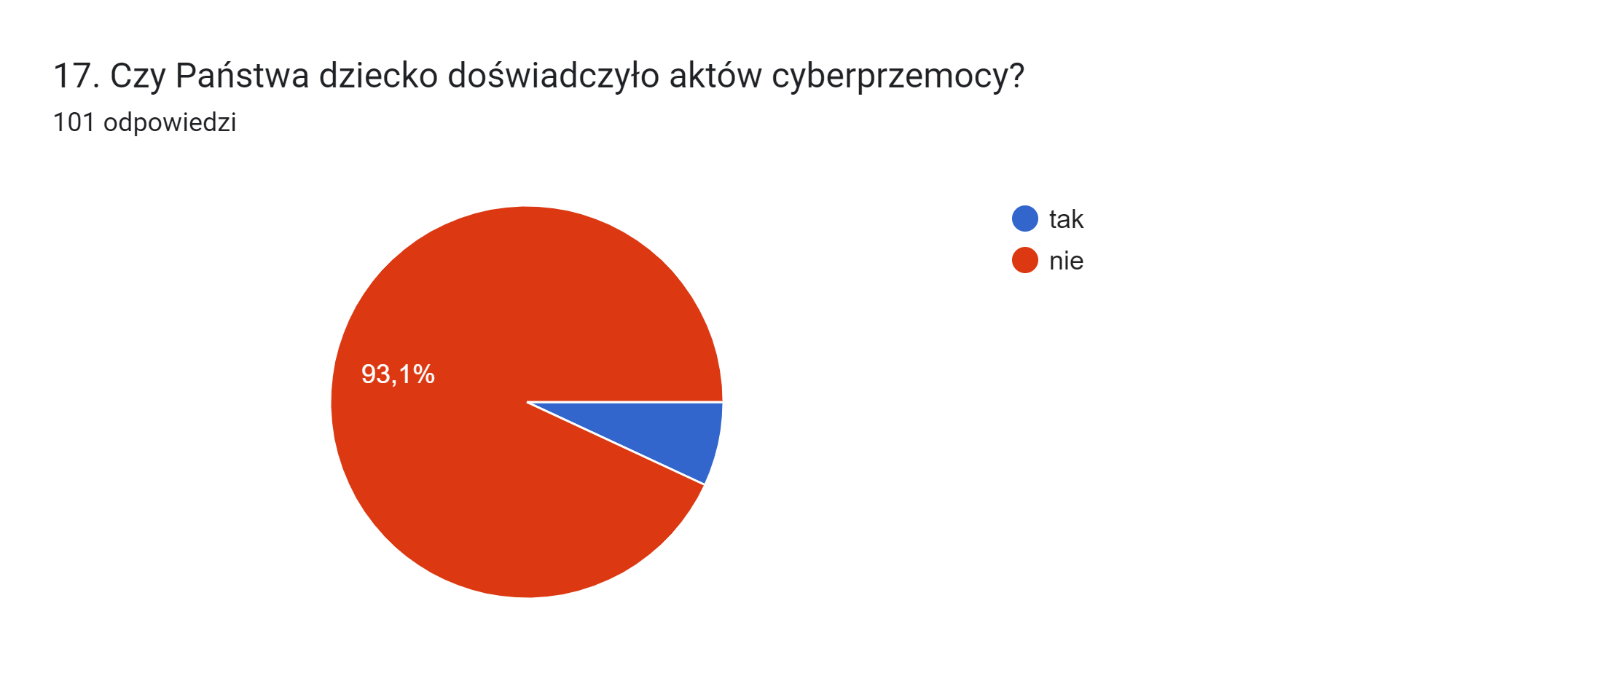 17. Czy Państwa dziecko doświadczyło aktów cyberprzemocy?
101 odpowiedzi
tak
nie
93,1%